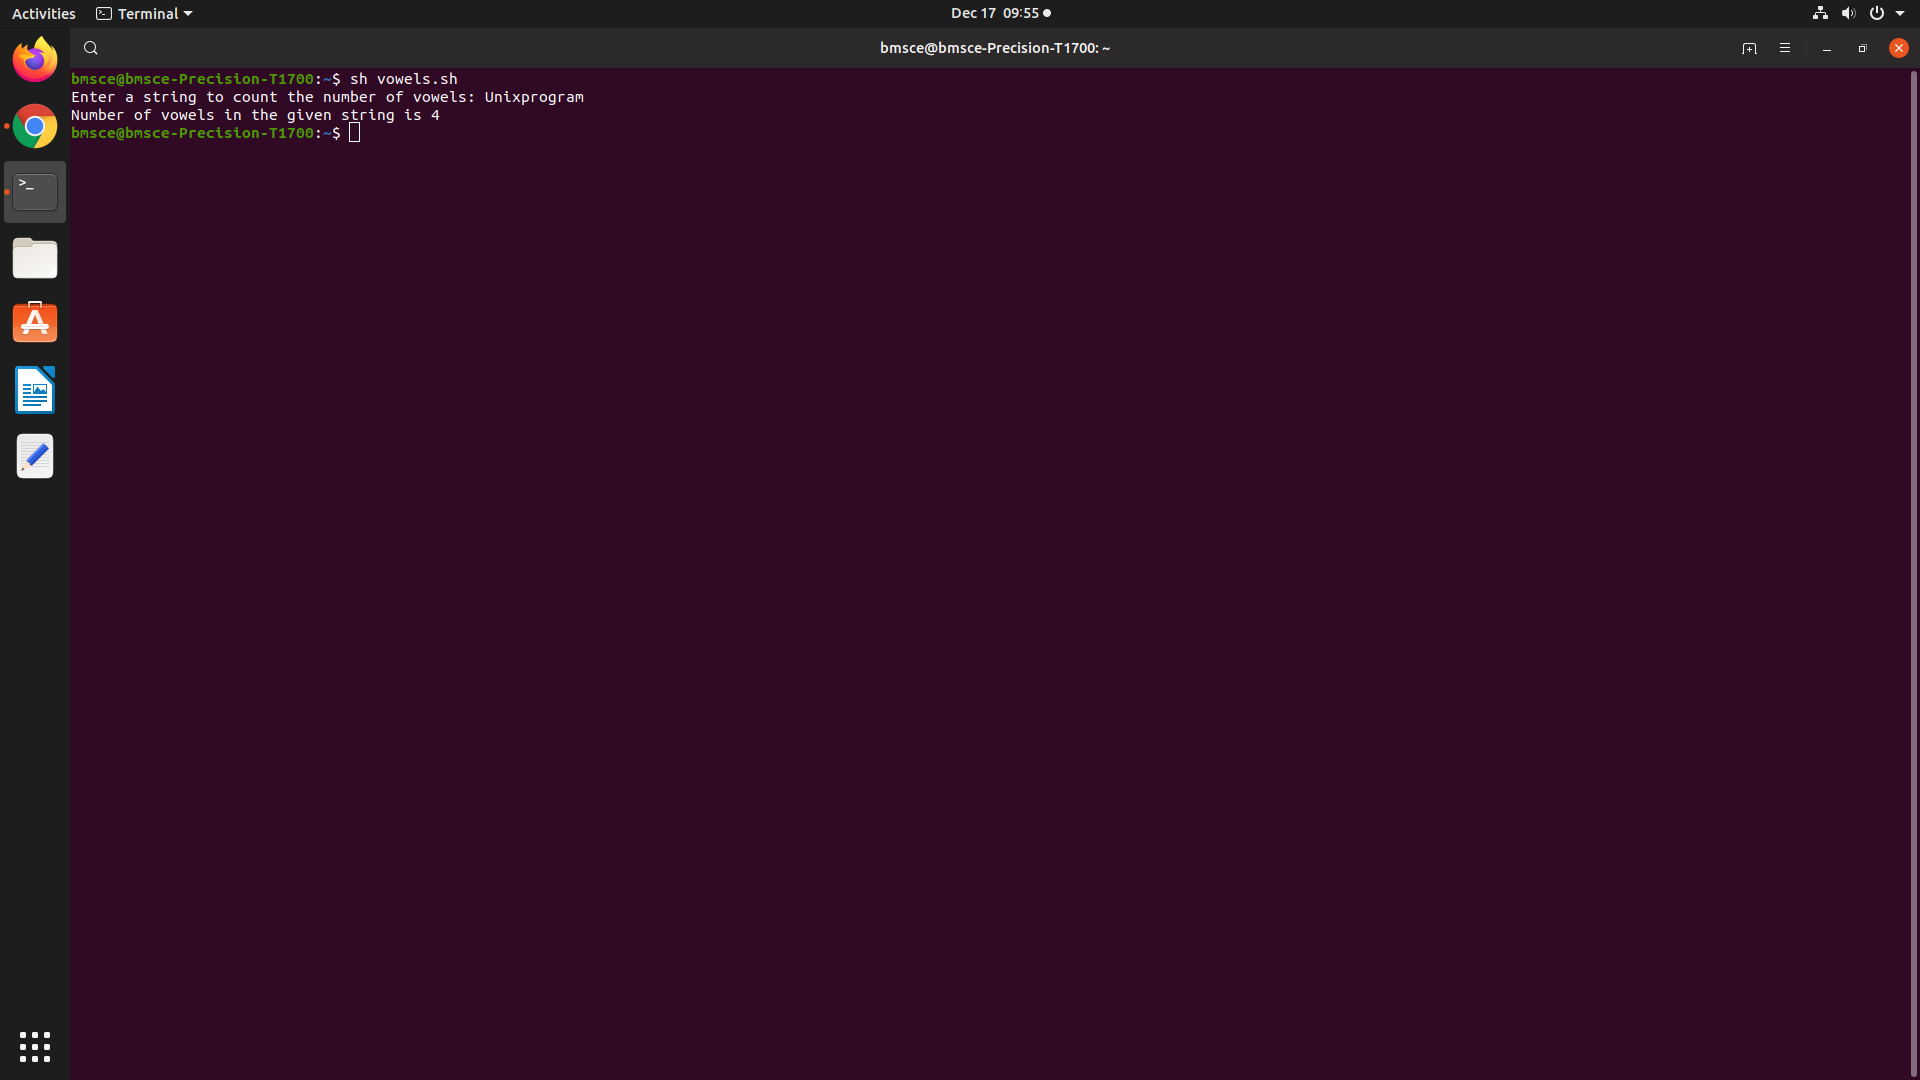 Activities Terminal Dec 17 09:55
bmsce@bmsce-Precision-T1700: ~
bmsce@bmsce-Precision-T1700:~$ sh vowels.sh
Enter a string to count the number of vowels: Unixprogram
Number of vowels in the given string is 4
bmsce@bmsce-Precision-T1700:~$